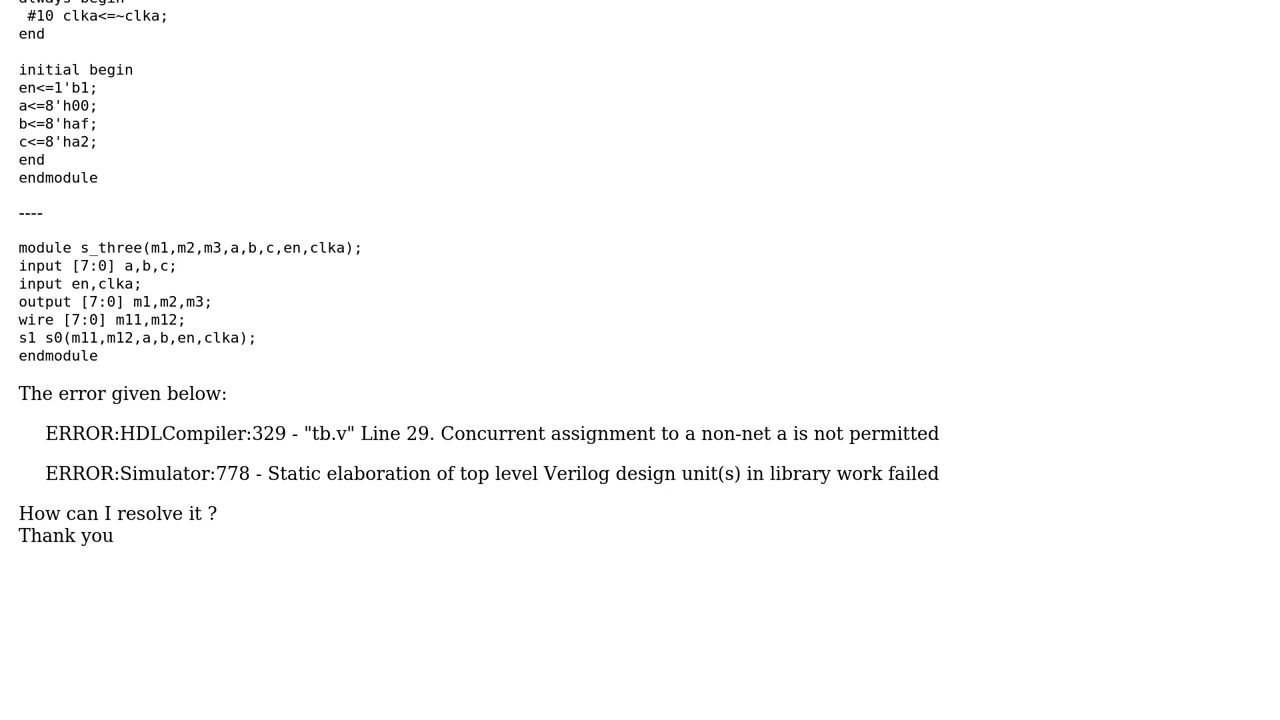 always begin
 #10 clka<=~clka;
end
initial begin
en<=1'b1;
a<=8'h00;
b<=8'haf;
c<=8'ha2;
end
endmodule
----
module s_three(m1,m2,m3,a,b,c,en,clka);
input [7:0] a,b,c;
input en,clka;
output [7:0] m1,m2,m3;
wire [7:0] m11,m12;
s1 s0(m11,m12,a,b,en,clka);
endmodule
The error given below:
ERROR:HDLCompiler:329 - "tb.v" Line 29. Concurrent assignment to a non-net a is not permitted
ERROR:Simulator:778 - Static elaboration of top level Verilog design unit(s) in library work failed
How can I resolve it ?
Thank you